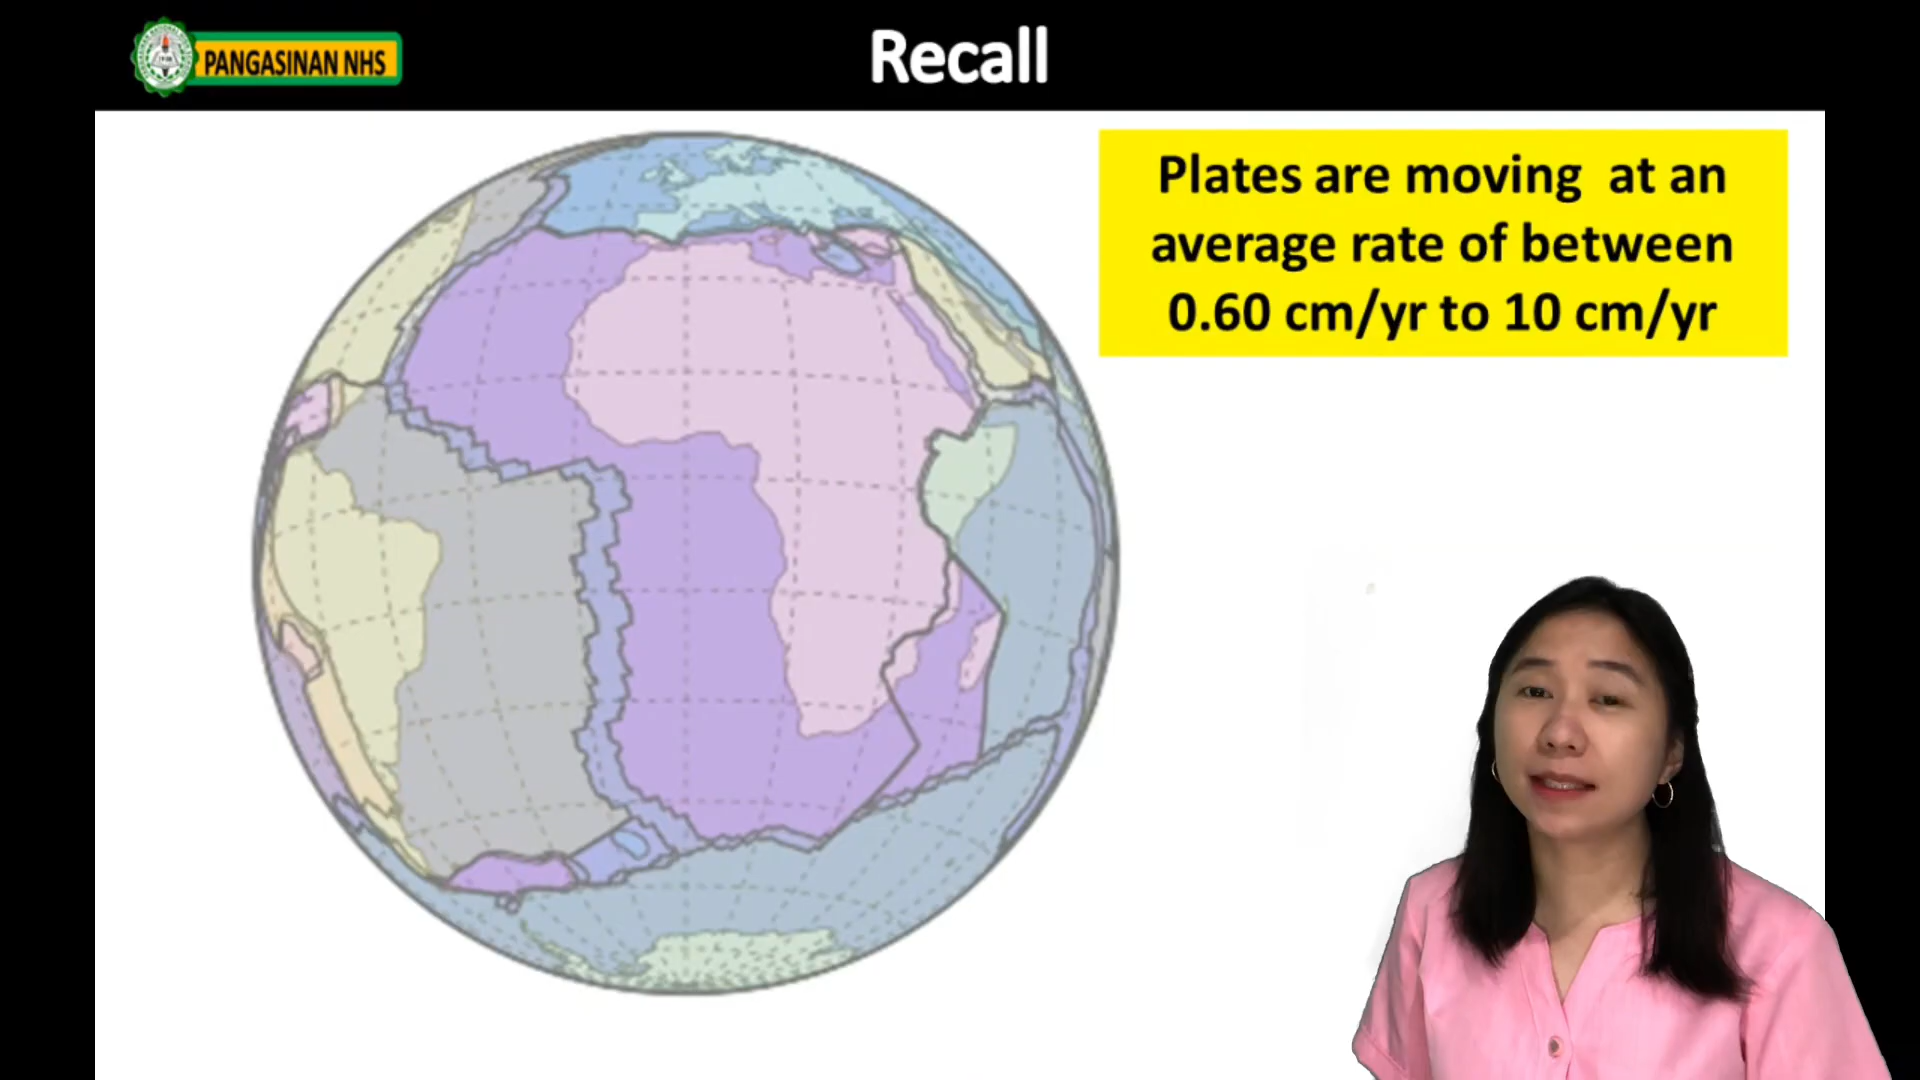 PANGASINAN NHS
Recall
Plates are moving at an
average rate of between
0.60 cm/yr to 10 cm/yr